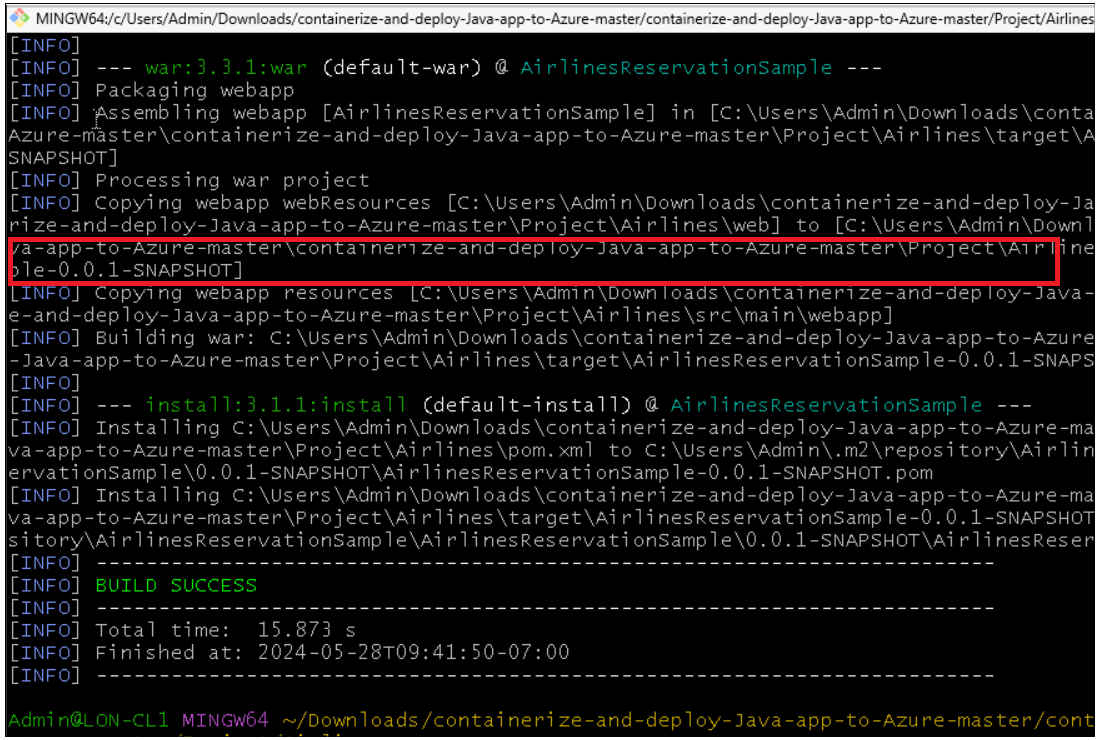 MINGW64:/c/Users/Admin/Downloads/containerize-and-deploy-Java-app-to-Azure-master/containerize-and-deploy-Java-app-to-Azure-master/Project/Airlines
[INFO]
[INFO] --- war:3.3.1:war (default-war) @ AirlinesReservationSample ---
[INFO] Packaging webapp
[INFO] Assembling webapp [AirlinesReservationSample] in [C:\Users\Admin\Downloads\conta
Azure-master\containerize-and-deploy-Java-app-to-Azure-master\Project\Airlines\target\A
SNAPSHOT]
[INFO] Processing war project
[INFO] Copying webapp webResources [C:\Users\Admin\Downloads\containerize-and-deploy-Ja
rize-and-deploy-Java-app-to-Azure-master\Project\Airlines\web] to [C:\Users\Admin\Downl
va-app-to-Azure-master\containerize-and-deploy-Java-app-to-Azure-master\Project\Airline
ple-0.0.1-SNAPSHOT]
[INFO] Copying webapp resources [C:\Users\Admin\Downloads\containerize-and-deploy-Java-
e-and-deploy-Java-app-to-Azure-master\Project\Airlines\src\main\webapp]
[INFO] Building war: C:\Users\Admin\Downloads\containerize-and-deploy-Java-app-to-Azure
-Java-app-to-Azure-master\Project\Airlines\target\AirlinesReservationSample-0.0.1-SNAPS
[INFO]
[INFO] --- install:3.1.1:install (default-install) @ AirlinesReservationSample ---
[INFO] Installing C:\Users\Admin\Downloads\containerize-and-deploy-Java-app-to-Azure-ma
va-app-to-Azure-master\Project\Airlines\pom.xml to C:\Users\Admin\.m2\repository\Airlin
ervationSample\0.0.1-SNAPSHOT\AirlinesReservationSample-0.0.1-SNAPSHOT.pom
[INFO] Installing C:\Users\Admin\Downloads\containerize-and-deploy-Java-app-to-Azure-ma
va-app-to-Azure-master\Project\Airlines\target\AirlinesReservationSample-0.0.1-SNAPSHOT
sitory\AirlinesReservationSample\AirlinesReservationSample\0.0.1-SNAPSHOT\AirlinesReser
[INFO] ------------------------------------------------------------------------
[INFO] BUILD SUCCESS
[INFO] ------------------------------------------------------------------------
[INFO] Total time:  15.873 s
[INFO] Finished at: 2024-05-28T09:41:50-07:00
[INFO] ------------------------------------------------------------------------
Admin@LON-CL1 MINGW64 ~/Downloads/containerize-and-deploy-Java-app-to-Azure-master/cont